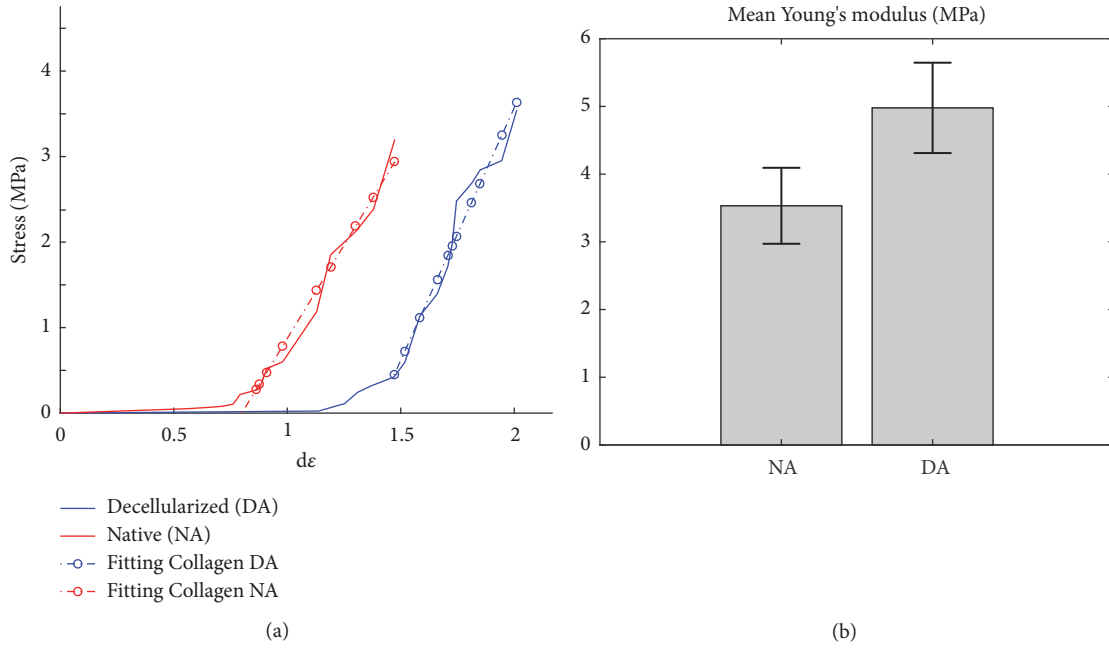 4
3
2
1
0
Stress (MPa)
0 0.5 1 1.5 2
dε
Decellularized (DA)
Native (NA)
Fitting Collagen DA
Fitting Collagen NA
(a)
Mean Young's modulus (MPa)
6
5
4
3
2
1
0
NA DA
(b)